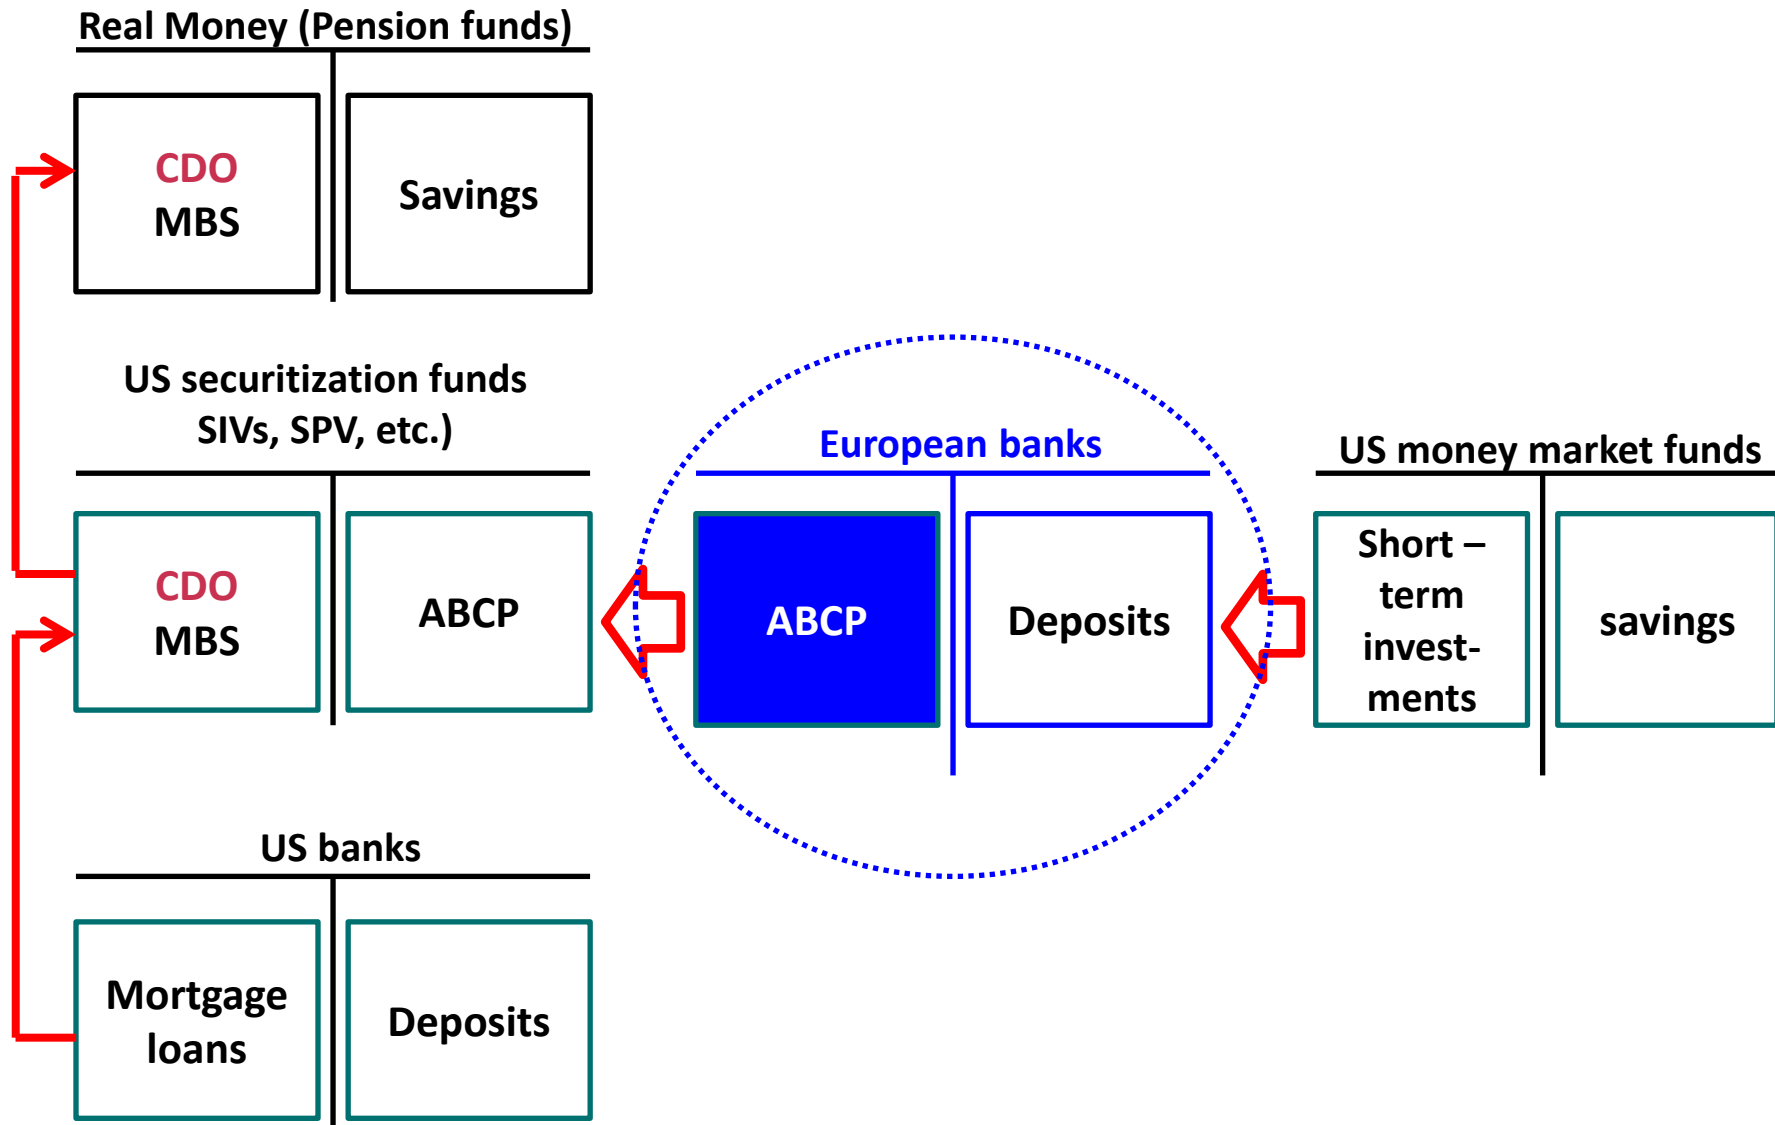 Real Money (Pension funds)
CDO
MBS
Savings
US securitization funds
SIVs, SPV, etc.)
CDO
MBS
ABCP
European banks
ABCP
Deposits
US money market funds
Short –
term
invest-
ments
savings
US banks
Mortgage
loans
Deposits